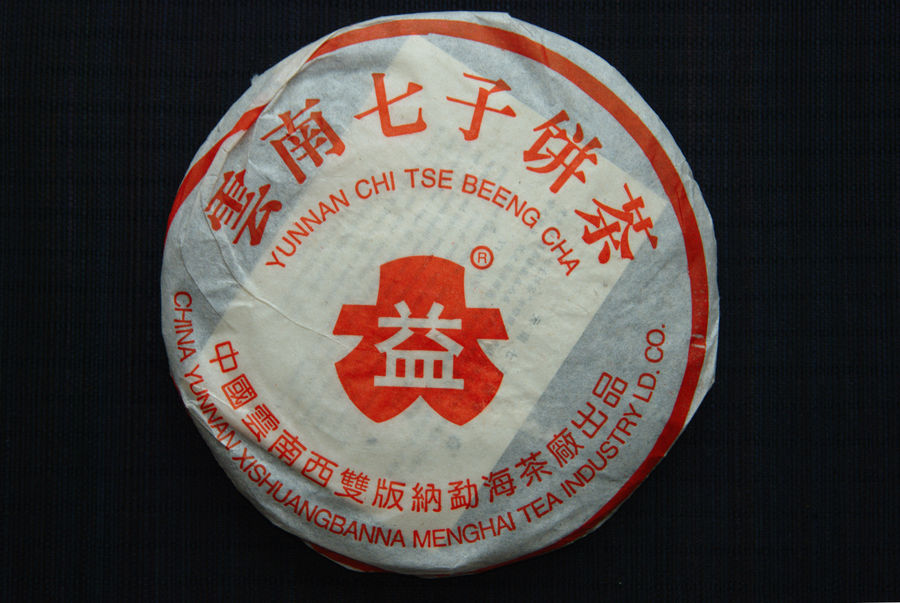 雲南七子饼茶
YUNNAN CHI TSE BEENG CHA
®
益
中國雲南西雙版納勐海茶廠出品
CHINA YUNNAN XISHUANGBANNA MENGHAI TEA INDUSTRY LD. CO.